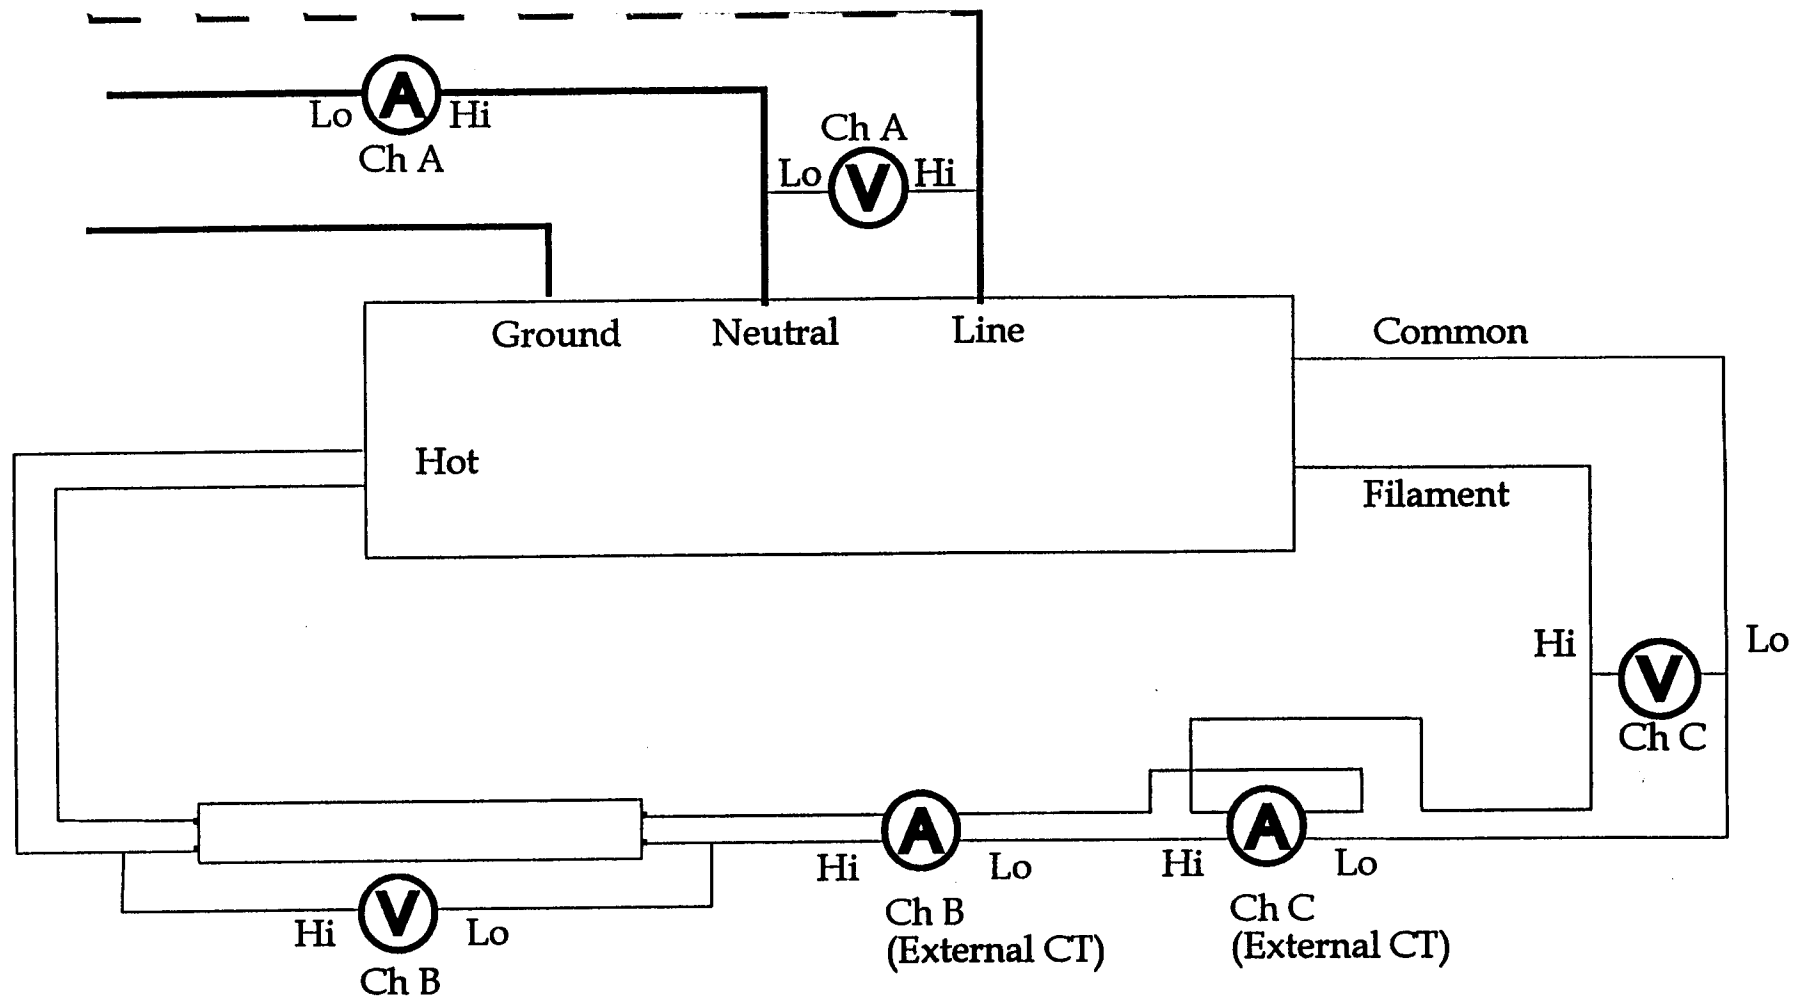 A
Lo Hi
Ch A
Ch A
Lo V Hi
Ground Neutral Line
Common
Hot
Filament
Hi V Lo
Ch C
A
Hi Lo
Ch B
(External CT)
A
Hi Lo
Ch C
(External CT)
V
Hi Lo
Ch B